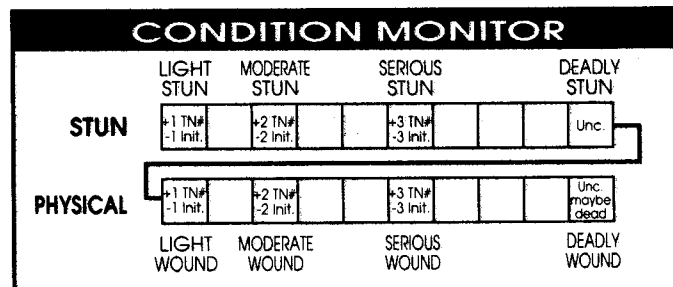 CONDITION MONITOR
LIGHT MODERATE SERIOUS DEADLY
STUN STUN STUN STUN
STUN +1 TN# +2 TN# +3 TN# Unc.
-1 Init. -2 Init. -3 Init.
PHYSICAL +1 TN# +2 TN# +3 TN# Unc.
-1 Init. -2 Init. -3 Init. maybe
dead
LIGHT MODERATE SERIOUS DEADLY
WOUND WOUND WOUND WOUND